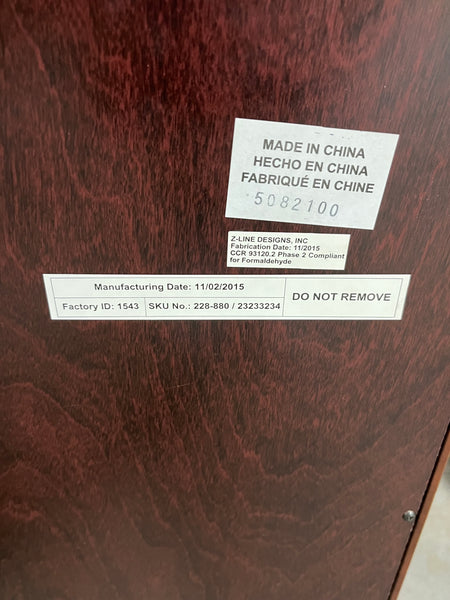 MADE IN CHINA
HECHO EN CHINA
FABRIQUÉ EN CHINE
5082100
Z-LINE DESIGNS, INC
Fabrication Date: 11/2015
CCR 93120.2 Phase 2 Compliant
for Formaldehyde
Manufacturing Date: 11/02/2015
Factory ID: 1543 SKU No.: 228-880 / 23233234
DO NOT REMOVE